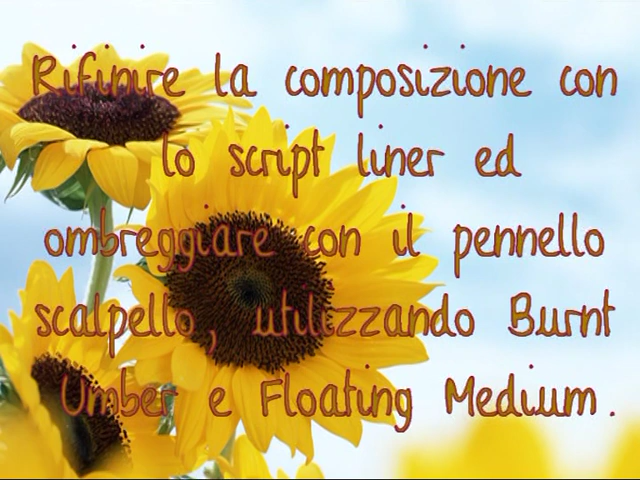 Rifinire la composizione con
lo script liner ed
ombreggiare con il pennello
scalpello, utilizzando Burnt
Umber e Floating Medium.